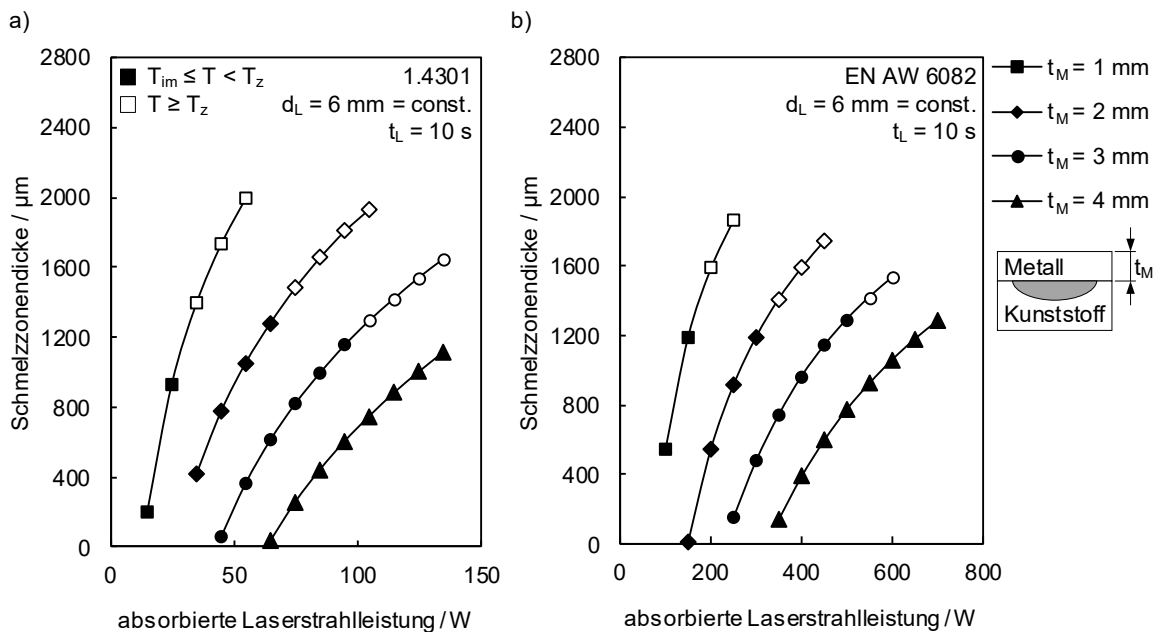 a)
2800
2400
2000
1600
1200
800
400
0
0 50 100 150
Schmelzzonendicke / µm
absorbierte Laserstrahlleistung / W
T_im ≤ T < T_z
T ≥ T_z
1.4301
d_L = 6 mm = const.
t_L = 10 s
b)
2800
2400
2000
1600
1200
800
400
0
0 200 400 600 800
Schmelzzonendicke / µm
absorbierte Laserstrahlleistung / W
EN AW 6082
d_L = 6 mm = const.
t_L = 10 s
t_M = 1 mm
t_M = 2 mm
t_M = 3 mm
t_M = 4 mm
Metall
t_M
Kunststoff